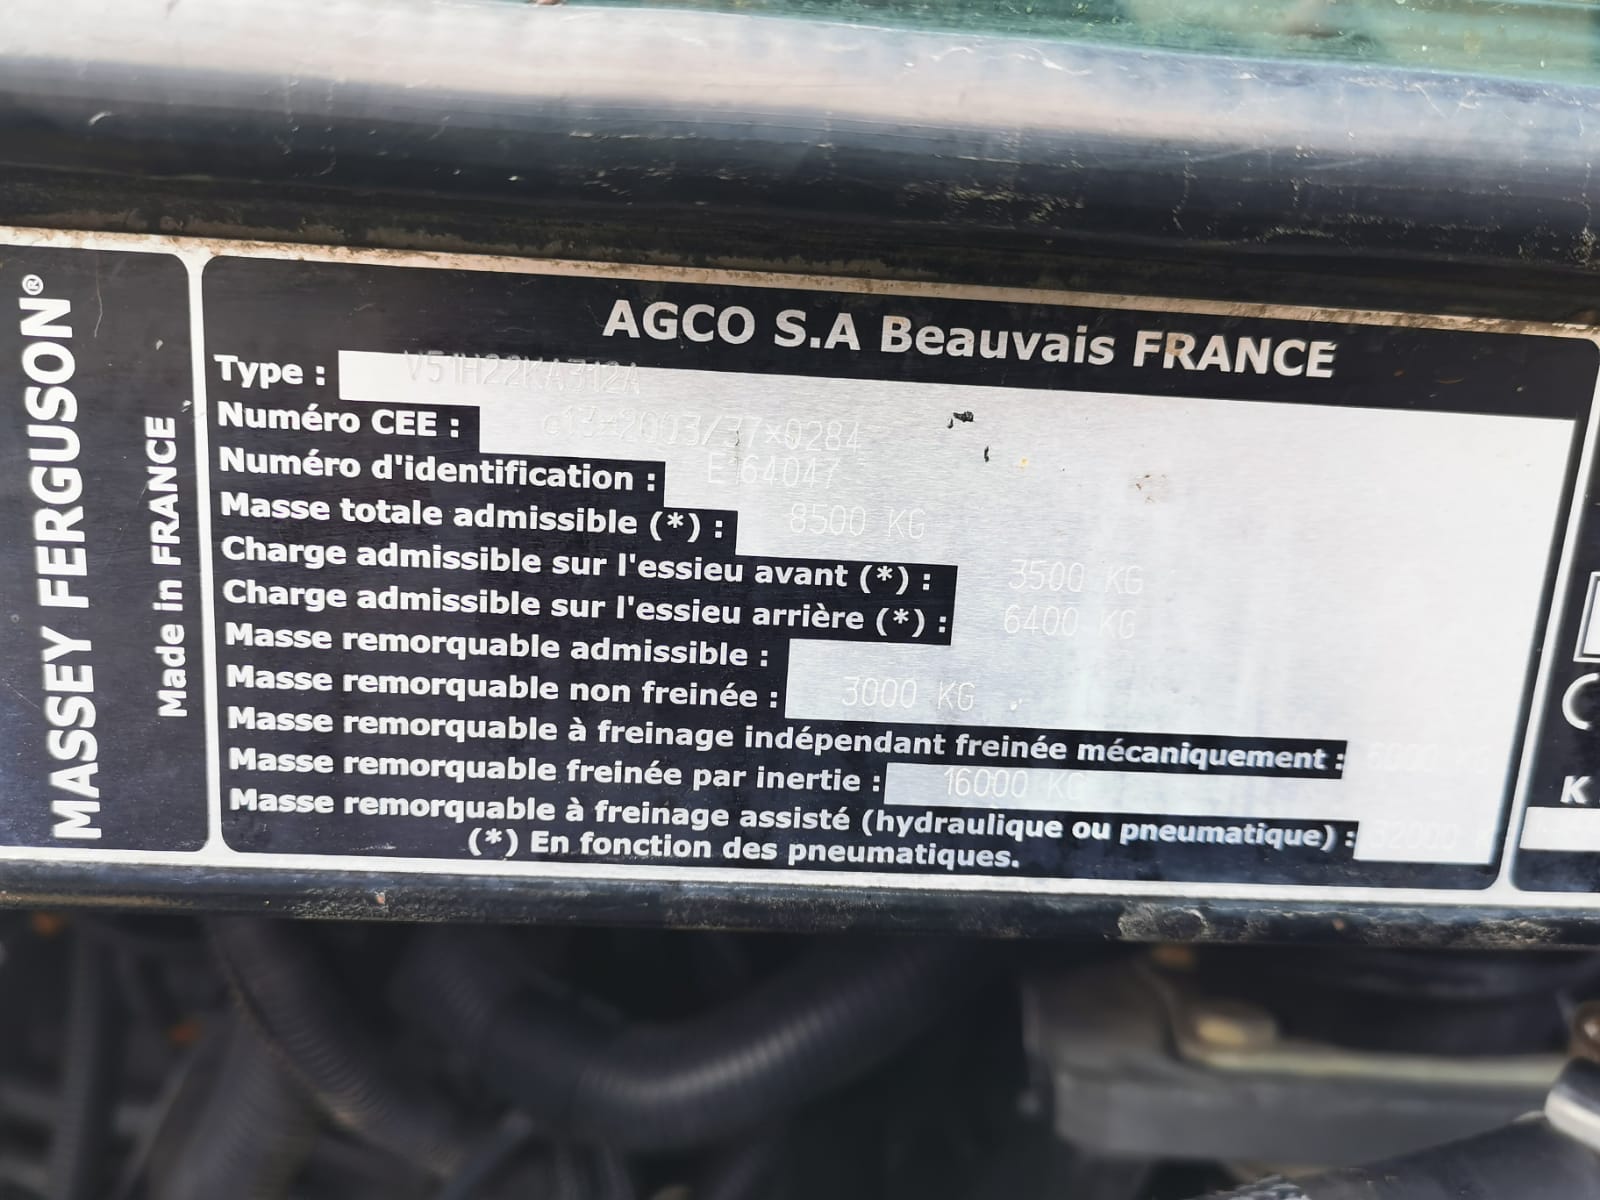 MASSEY FERGUSON®
Made in FRANCE
AGCO S.A Beauvais FRANCE
Type : V51H22KA312A
Numéro CEE : e13*2003/37*0284
Numéro d'identification : E164047
Masse totale admissible (*) : 8500 KG
Charge admissible sur l'essieu avant (*) : 3500 KG
Charge admissible sur l'essieu arrière (*) : 6400 KG
Masse remorquable admissible :
Masse remorquable non freinée : 3000 KG
Masse remorquable à freinage indépendant freinée mécaniquement :
Masse remorquable freinée par inertie : 16000 KG
Masse remorquable à freinage assisté (hydraulique ou pneumatique) :
(*) En fonction des pneumatiques.
K